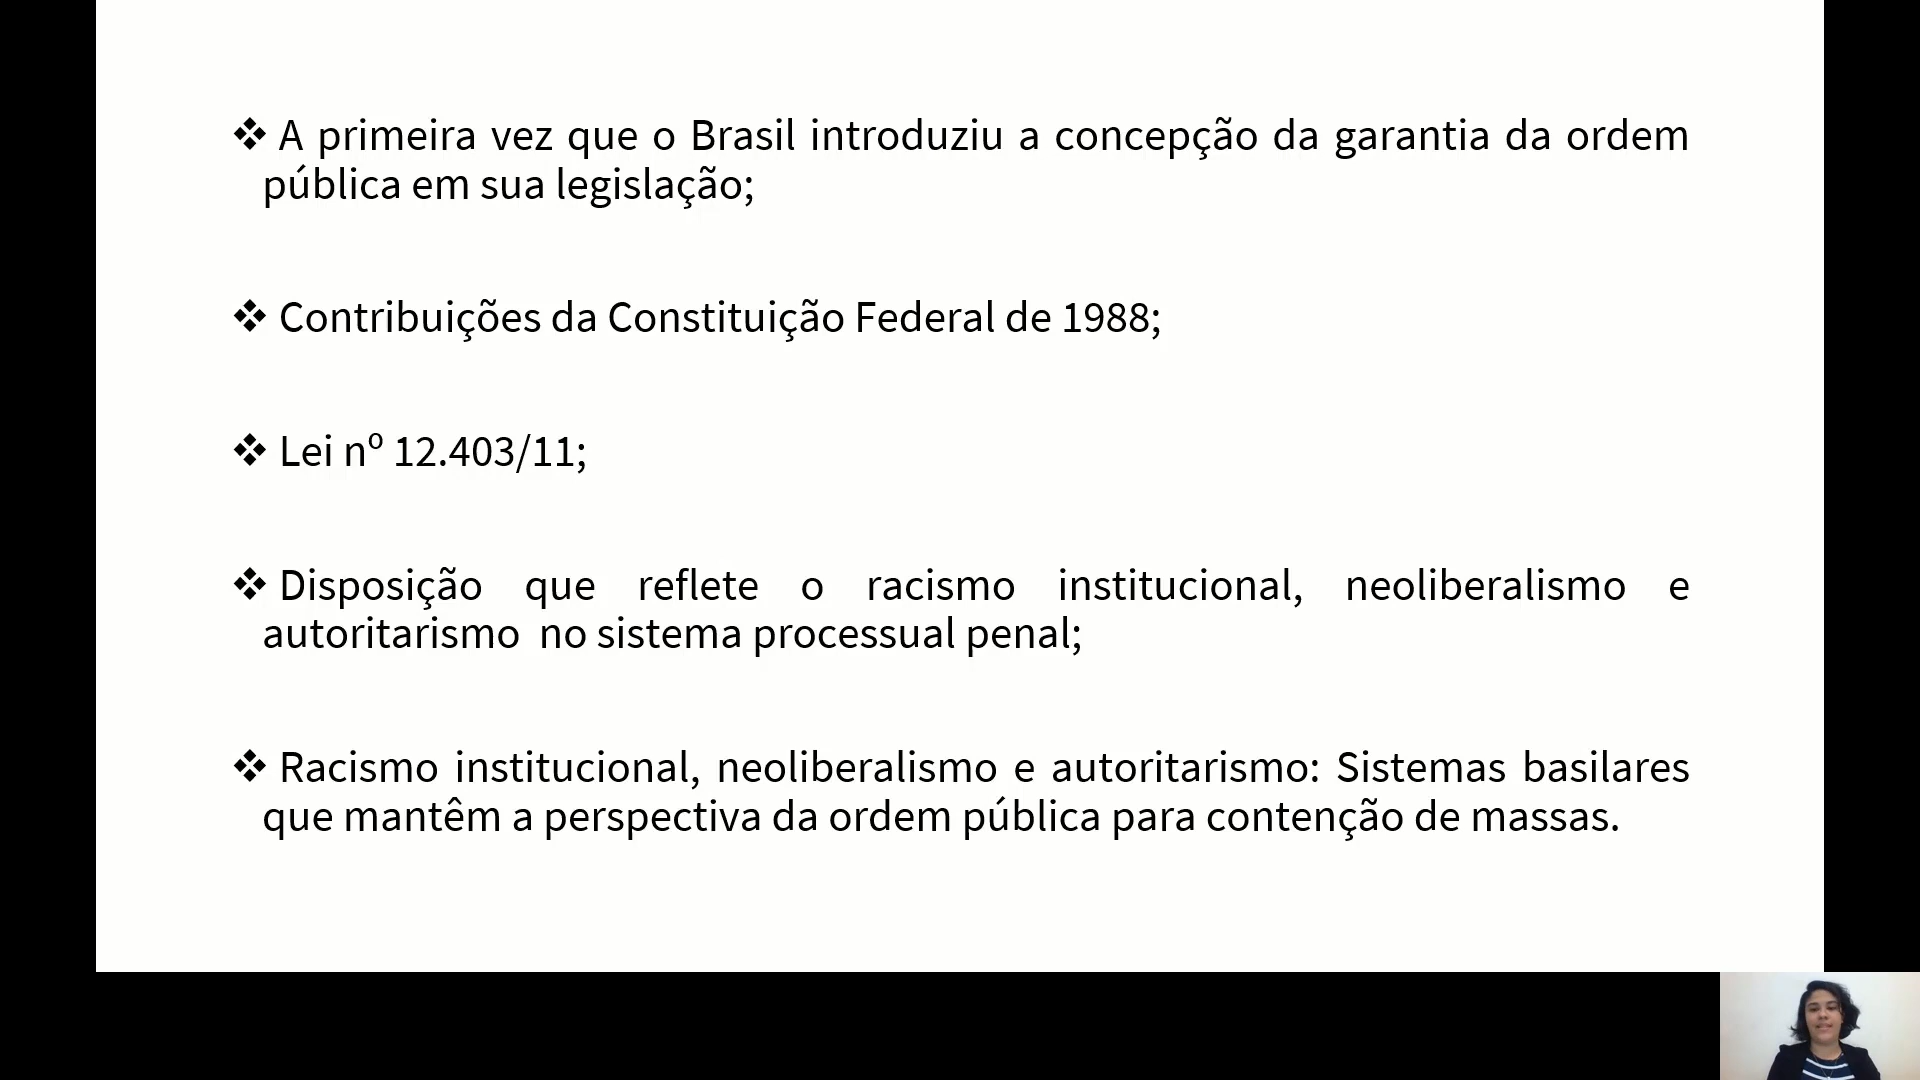 ❖ A primeira vez que o Brasil introduziu a concepção da garantia da ordem
pública em sua legislação;
❖ Contribuições da Constituição Federal de 1988;
❖ Lei nº 12.403/11;
❖ Disposição que reflete o racismo institucional, neoliberalismo e
autoritarismo no sistema processual penal;
❖ Racismo institucional, neoliberalismo e autoritarismo: Sistemas basilares
que mantêm a perspectiva da ordem pública para contenção de massas.